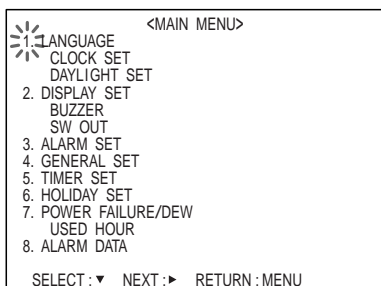 <MAIN MENU>
1. LANGUAGE
CLOCK SET
DAYLIGHT SET
2. DISPLAY SET
BUZZER
SW OUT
3. ALARM SET
4. GENERAL SET
5. TIMER SET
6. HOLIDAY SET
7. POWER FAILURE/DEW
USED HOUR
8. ALARM DATA
SELECT : ▼ NEXT : ► RETURN : MENU